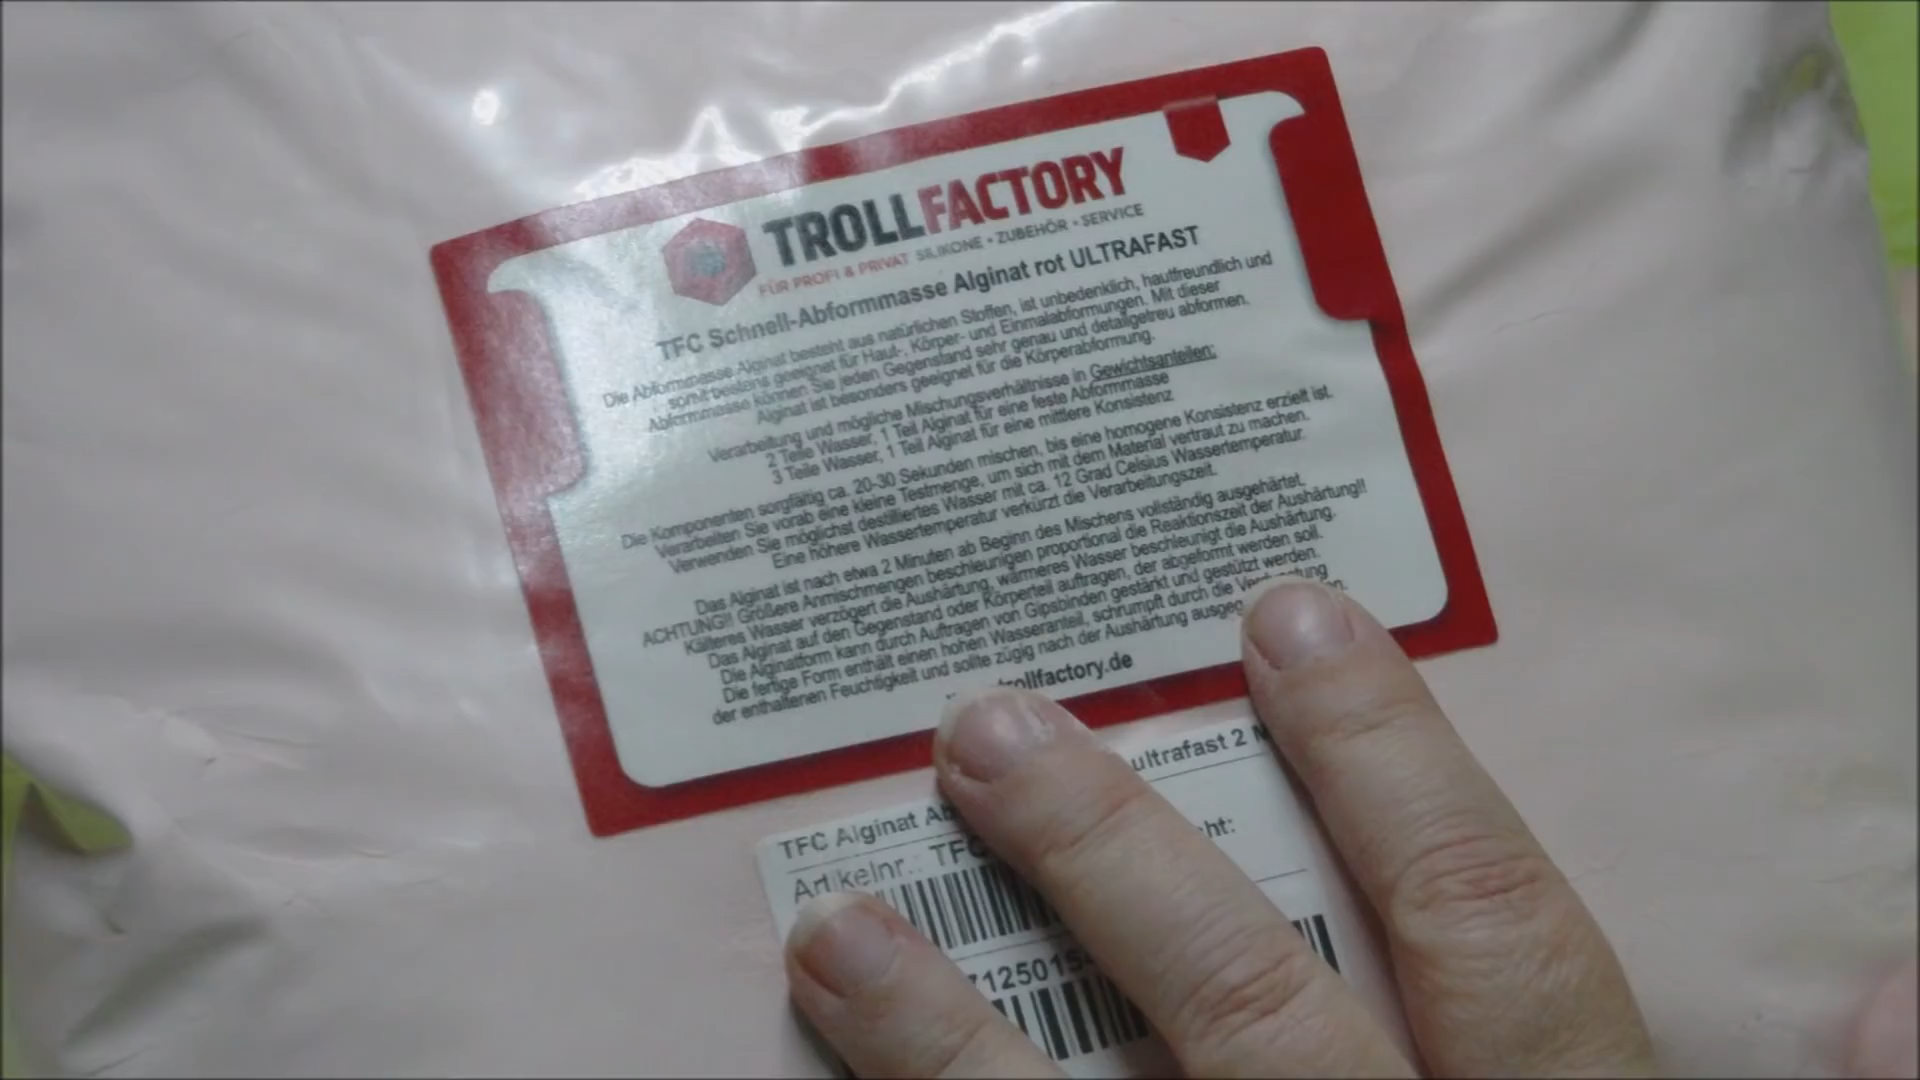 TROLLFACTORY
FÜR PROFI & PRIVAT SILIKONE • ZUBEHÖR • SERVICE
TFC Schnell-Abformmasse Alginat rot ULTRAFAST
Die Abformmasse Alginat besteht aus natürlichen Stoffen, ist unbedenklich, hautfreundlich und
somit bestens geeignet für Haut-, Körper- und Einmalabformungen. Mit dieser
Abformmasse können Sie jeden Gegenstand sehr genau und detailgetreu abformen.
Alginat ist besonders geeignet für die Körperabformung.
Verarbeitung und mögliche Mischungsverhältnisse in Gewichtsanteilen:
2 Teile Wasser, 1 Teil Alginat für eine feste Abformmasse
3 Teile Wasser, 1 Teil Alginat für eine mittlere Konsistenz
Die Komponenten sorgfältig ca. 20-30 Sekunden mischen, bis eine homogene Konsistenz erzielt ist.
Verarbeiten Sie vorab eine kleine Testmenge, um sich mit dem Material vertraut zu machen.
Verwenden Sie möglichst destilliertes Wasser mit ca. 12 Grad Celsius Wassertemperatur.
Eine höhere Wassertemperatur verkürzt die Verarbeitungszeit.
Das Alginat ist nach etwa 2 Minuten ab Beginn des Mischens vollständig ausgehärtet.
ACHTUNG!! Größere Anmischmengen beschleunigen proportional die Reaktionszeit der Aushärtung!!
Kälteres Wasser verzögert die Aushärtung, wärmeres Wasser beschleunigt die Aushärtung.
Das Alginat auf den Gegenstand oder Körperteil auftragen, der abgeformt werden soll.
Die Alginatform kann durch Auftragen von Gipsbinden gestärkt und gestützt werden.
Die fertige Form enthält einen hohen Wasseranteil, schrumpft durch die
der enthaltenen Feuchtigkeit und sollte zügig nach der Aushärtung
trollfactory.de
TFC Alginat ultrafast 2
Artikelnr.: TFC